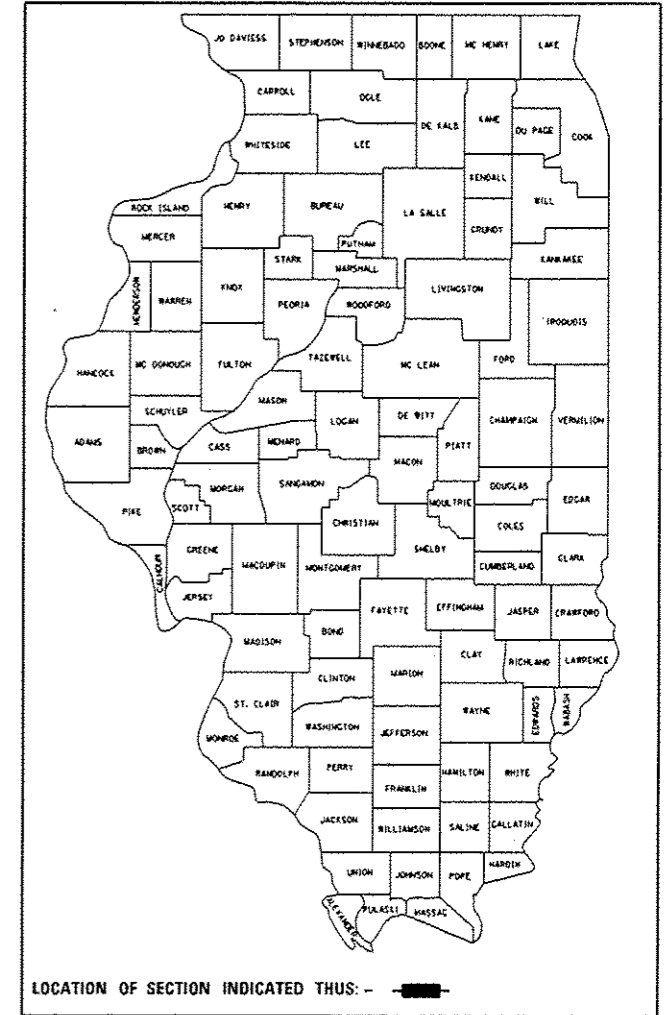 JO DAVIESS STEPHENSON WINNEBAGO BOONE MC HENRY LAKE
CARROLL OGLE
DE KALB KANE DU PAGE COOK
WHITESIDE LEE
KENDALL
ROCK ISLAND HENRY BUREAU LA SALLE WILL
MERCER PUTNAM GRUNDY
STARK MARSHALL KANKAKEE
HENDERSON WARREN KNOX PEORIA WOODFORD LIVINGSTON
IROQUOIS
HANCOCK MC DONOUGH FULTON TAZEWELL MC LEAN FORD
MASON
SCHUYLER LOGAN DE WITT CHAMPAIGN VERMILION
ADAMS BROWN CASS MENARD PIATT
MACON
MORGAN SANGAMON DOUGLAS
PIKE SCOTT MOULTRIE EDGAR
CHRISTIAN COLES
GREENE MACOUPIN MONTGOMERY SHELBY
CALHOUN CUMBERLAND CLARK
JERSEY FAYETTE EFFINGHAM JASPER CRAWFORD
BOND
MADISON CLAY RICHLAND LAWRENCE
CLINTON MARION
ST. CLAIR WAYNE EDWARDS WABASH
WASHINGTON JEFFERSON
MONROE
RANDOLPH PERRY HAMILTON WHITE
FRANKLIN
JACKSON WILLIAMSON SALINE GALLATIN
UNION JOHNSON POPE HARDIN
ALEXANDER PULASKI MASSAC
LOCATION OF SECTION INDICATED THUS: -